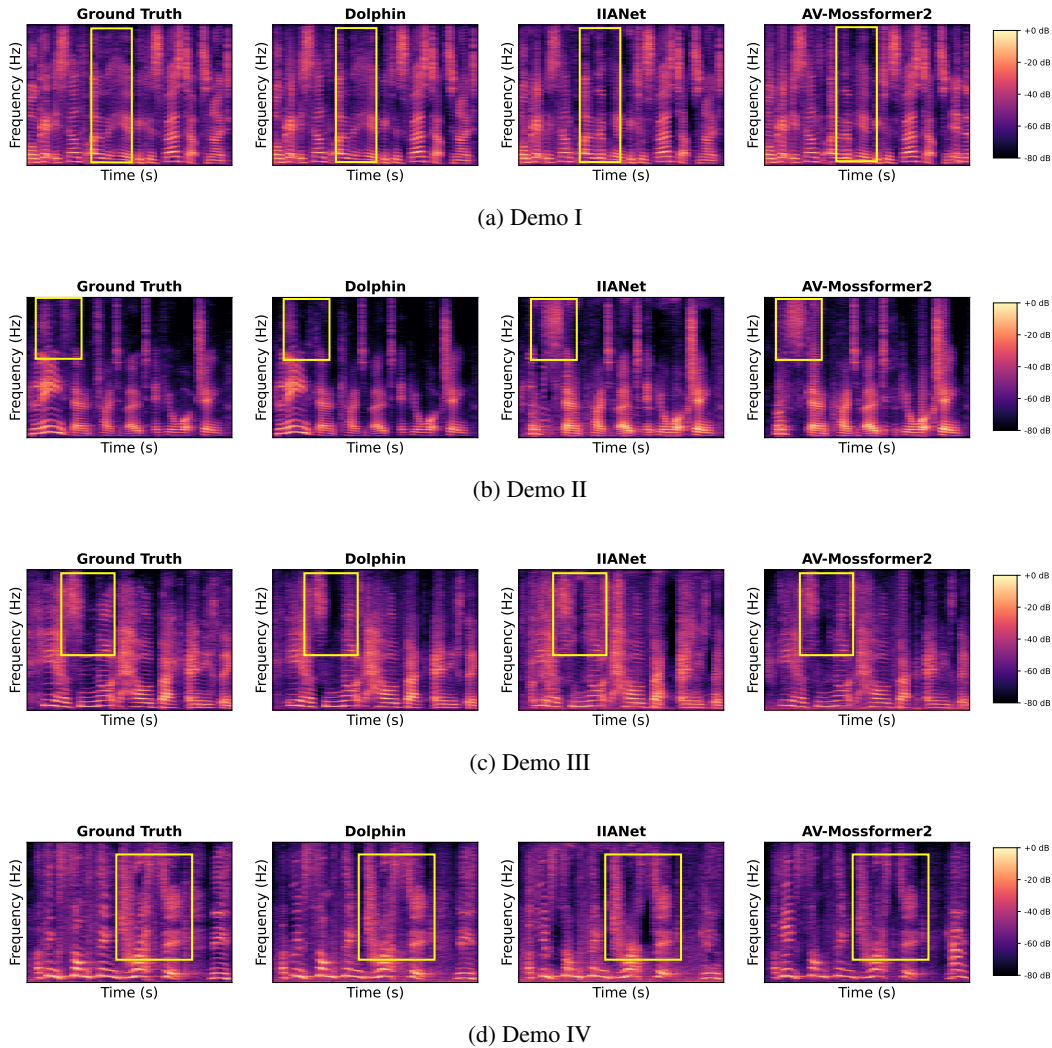 Ground Truth Dolphin IIANet AV-Mossformer2
Frequency (Hz) Frequency (Hz) Frequency (Hz) Frequency (Hz)
+0 dB
-20 dB
-40 dB
-60 dB
-80 dB
Time (s) Time (s) Time (s) Time (s)
(a) Demo I
Ground Truth Dolphin IIANet AV-Mossformer2
Frequency (Hz) Frequency (Hz) Frequency (Hz) Frequency (Hz)
+0 dB
-20 dB
-40 dB
-60 dB
-80 dB
Time (s) Time (s) Time (s) Time (s)
(b) Demo II
Ground Truth Dolphin IIANet AV-Mossformer2
Frequency (Hz) Frequency (Hz) Frequency (Hz) Frequency (Hz)
+0 dB
-20 dB
-40 dB
-60 dB
-80 dB
Time (s) Time (s) Time (s) Time (s)
(c) Demo III
Ground Truth Dolphin IIANet AV-Mossformer2
Frequency (Hz) Frequency (Hz) Frequency (Hz) Frequency (Hz)
+0 dB
-20 dB
-40 dB
-60 dB
-80 dB
Time (s) Time (s) Time (s) Time (s)
(d) Demo IV